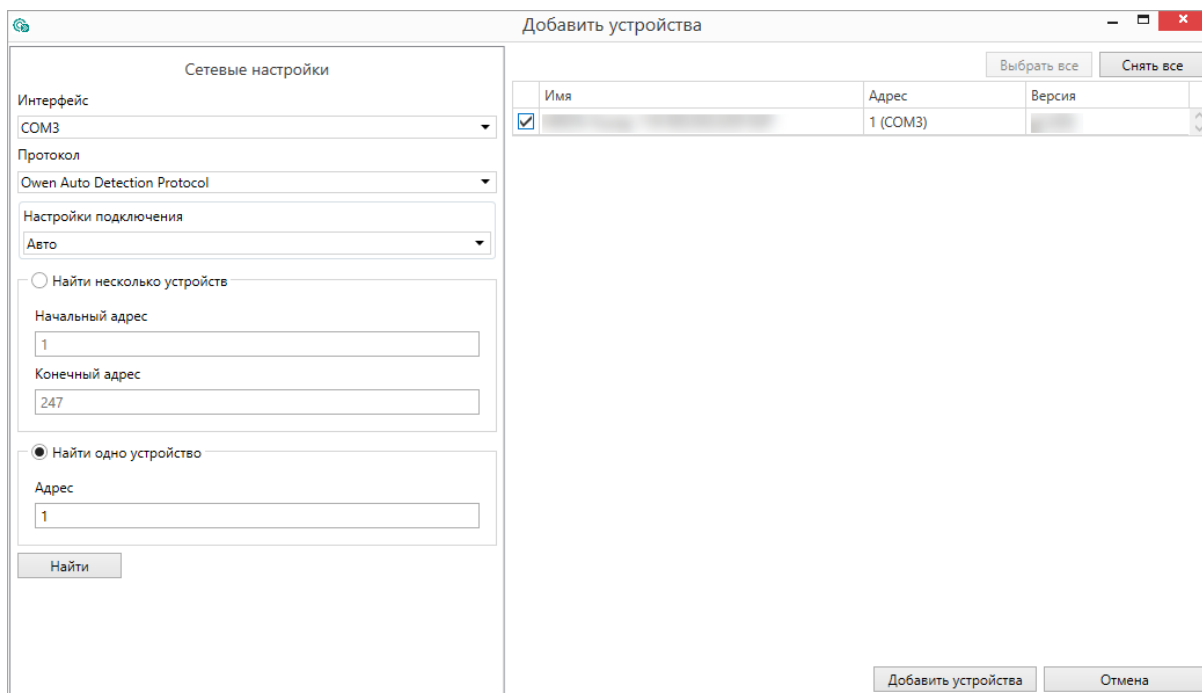 Добавить устройства
Сетевые настройки
Интерфейс
COM3
Протокол
Owen Auto Detection Protocol
Настройки подключения
Авто
Найти несколько устройств
Начальный адрес
1
Конечный адрес
247
Найти одно устройство
Адрес
1
Найти
Выбрать все Снять все
Имя Адрес Версия
1 (COM3)
Добавить устройства Отмена